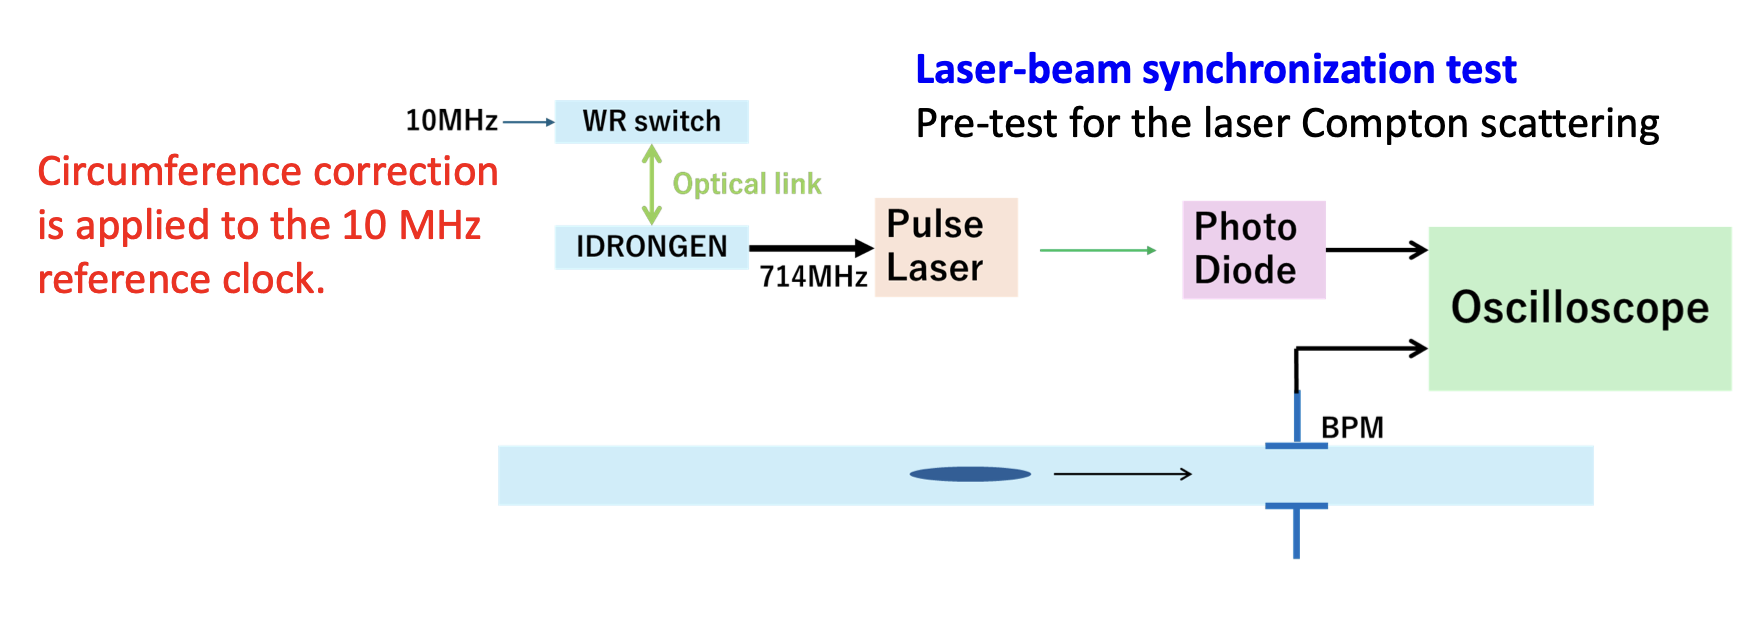 Laser-beam synchronization test
Pre-test for the laser Compton scattering
10MHz
WR switch
Circumference correction
is applied to the 10 MHz
reference clock.
Optical link
IDRONGEN
714MHz
Pulse
Laser
Photo
Diode
Oscilloscope
BPM